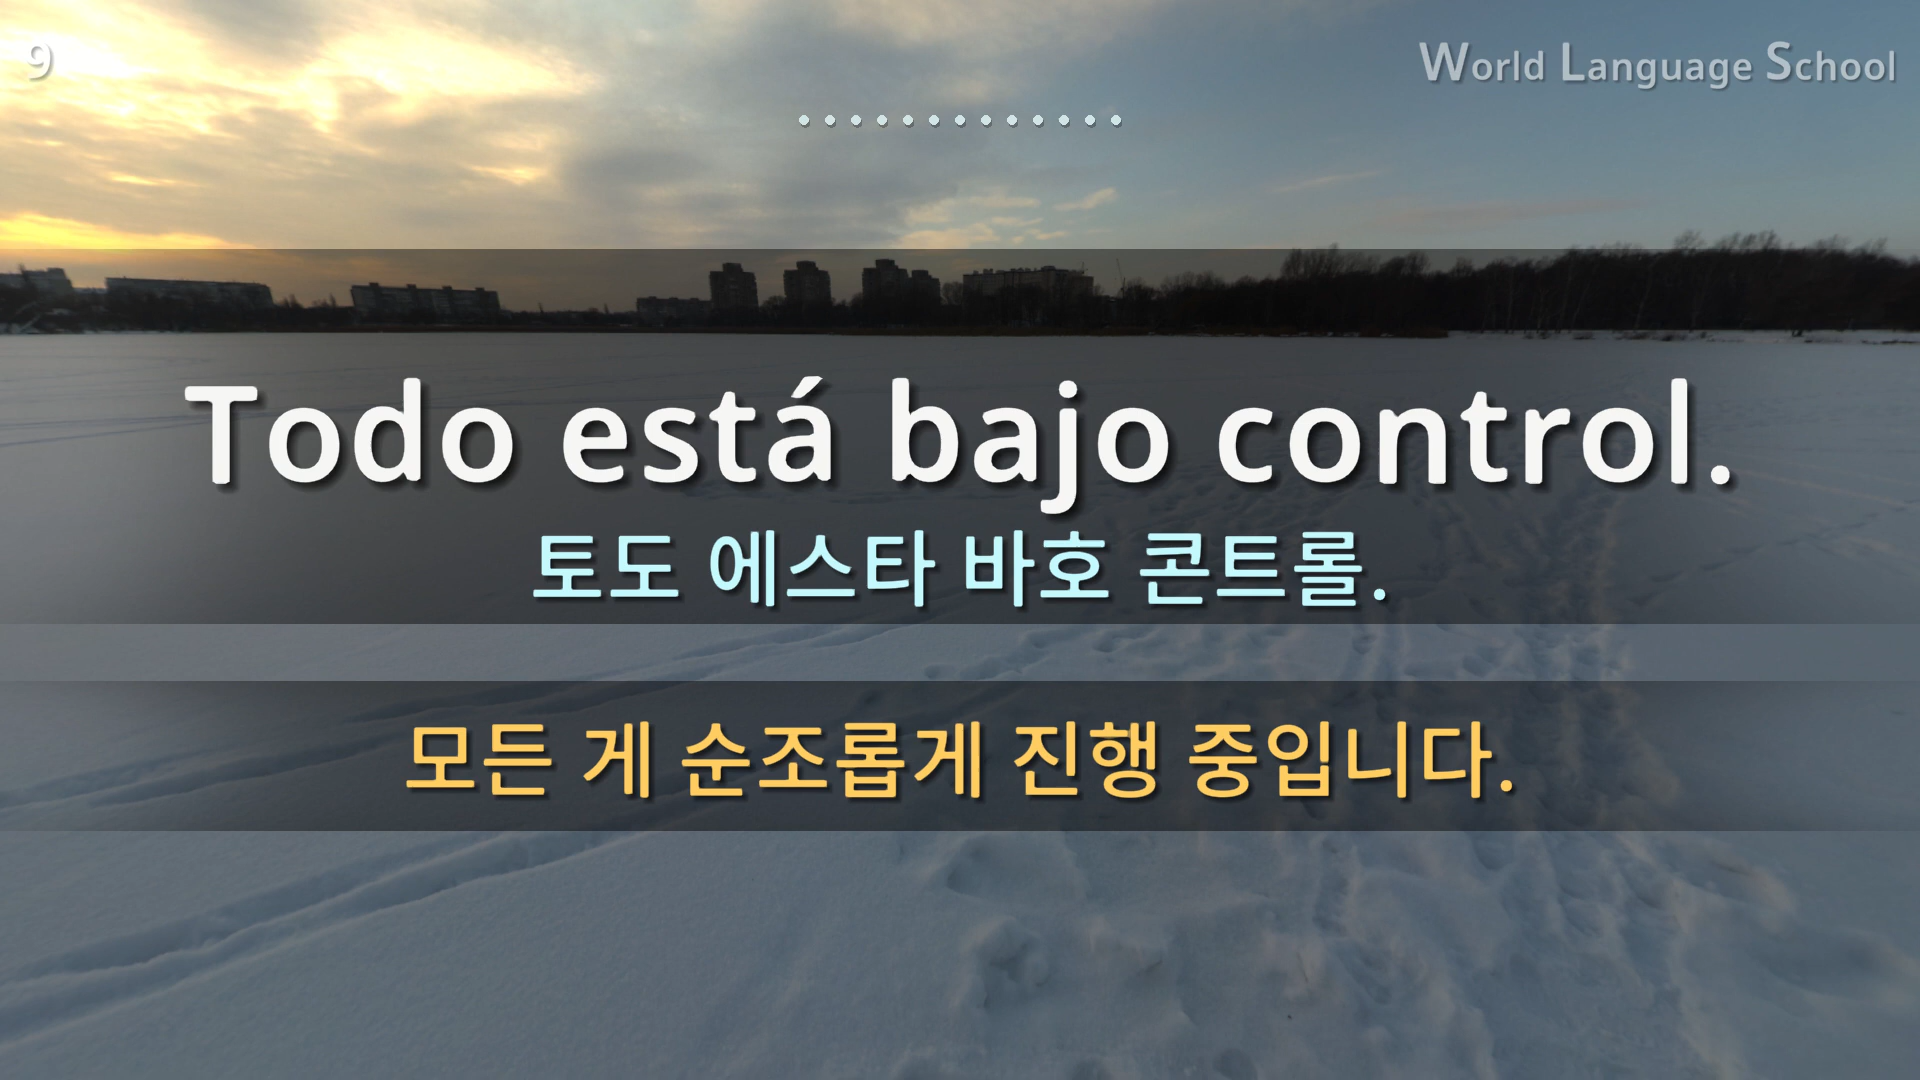 9
World Language School
Todo está bajo control.
토도 에스타 바호 콘트롤.
모든 게 순조롭게 진행 중입니다.